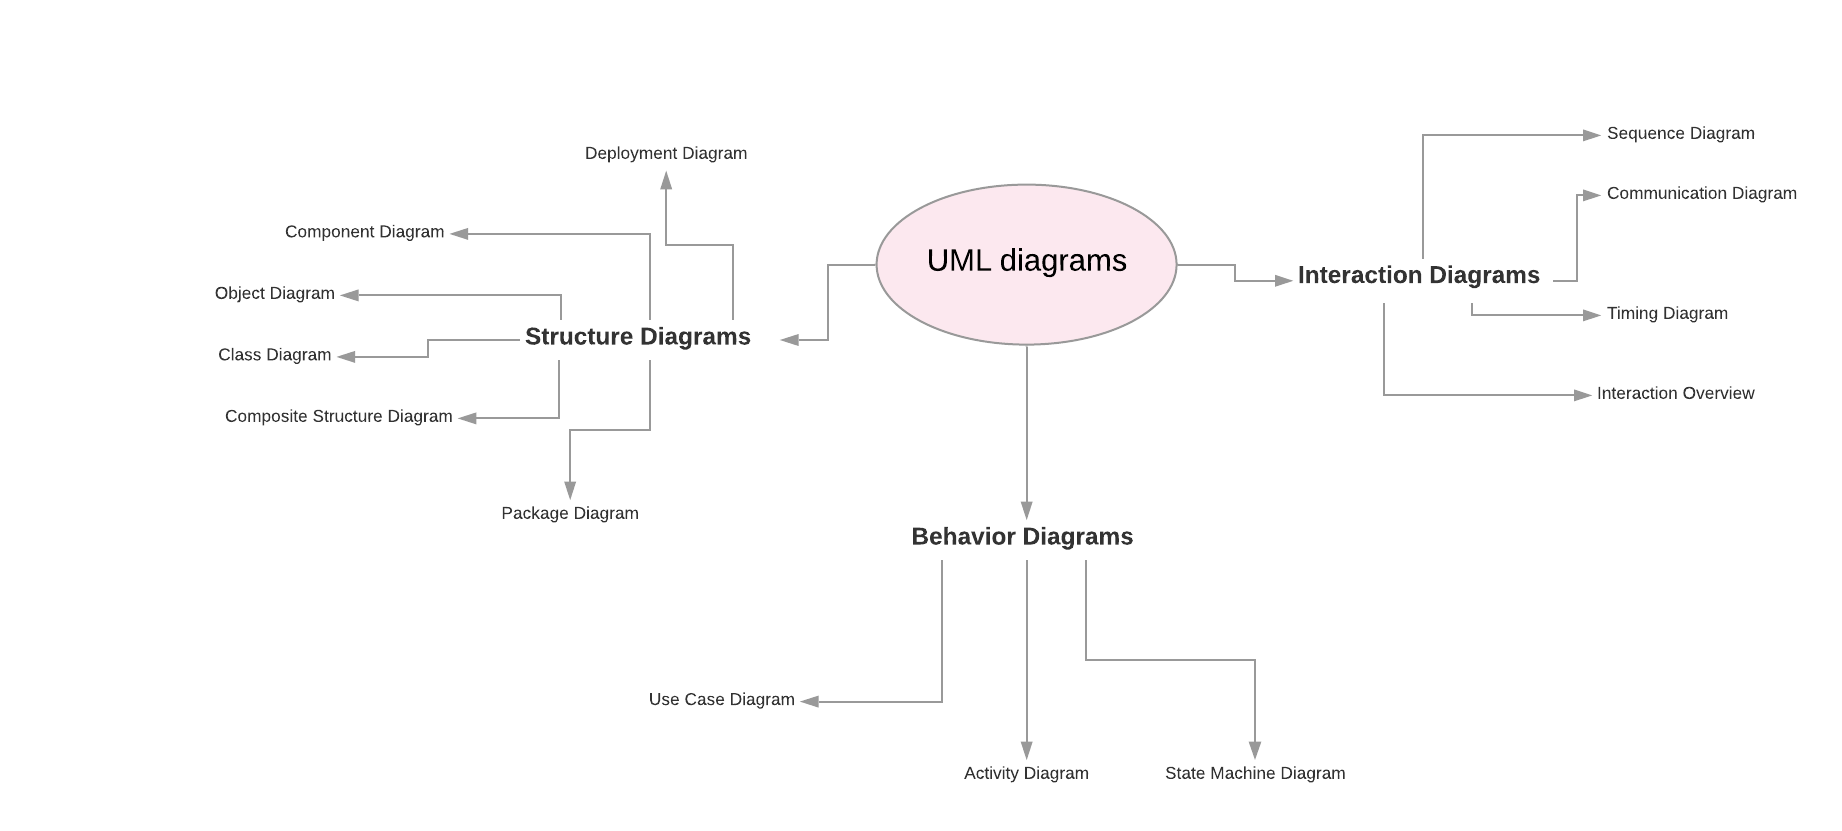 UML diagrams
Structure Diagrams
Deployment Diagram
Component Diagram
Object Diagram
Class Diagram
Composite Structure Diagram
Package Diagram
Behavior Diagrams
Use Case Diagram
Activity Diagram
State Machine Diagram
Interaction Diagrams
Sequence Diagram
Communication Diagram
Timing Diagram
Interaction Overview